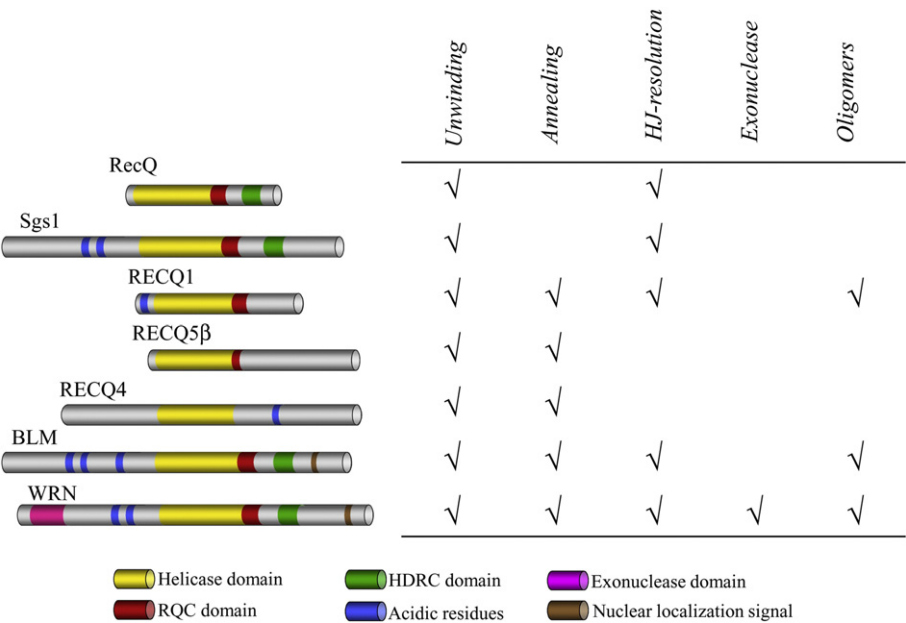 Unwinding
Annealing
HJ-resolution
Exonuclease
Oligomers
RecQ
√ √
Sgs1
√ √
RECQ1
√ √ √ √
RECQ5β
√ √
RECQ4
√ √
BLM
√ √ √ √
WRN
√ √ √ √ √
Helicase domain
HDRC domain
Exonuclease domain
RQC domain
Acidic residues
Nuclear localization signal